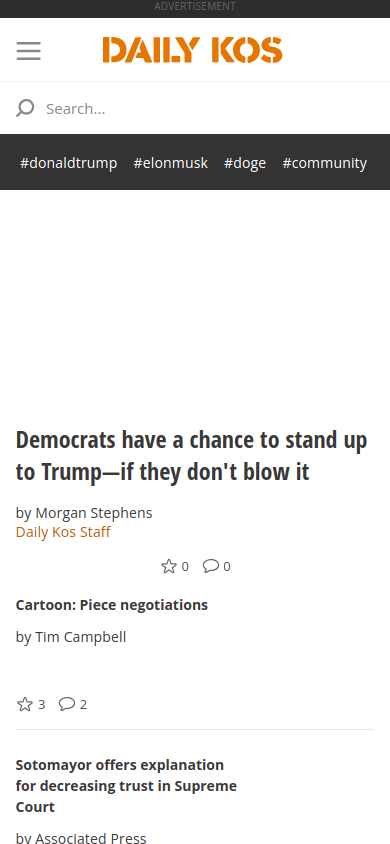 ADVERTISEMENT
DAILY KOS
Search...
#donaldtrump #elonmusk #doge #community
Democrats have a chance to stand up
to Trump—if they don't blow it
by Morgan Stephens
Daily Kos Staff
0 0
Cartoon: Piece negotiations
by Tim Campbell
3 2
Sotomayor offers explanation
for decreasing trust in Supreme
Court
by Associated Press